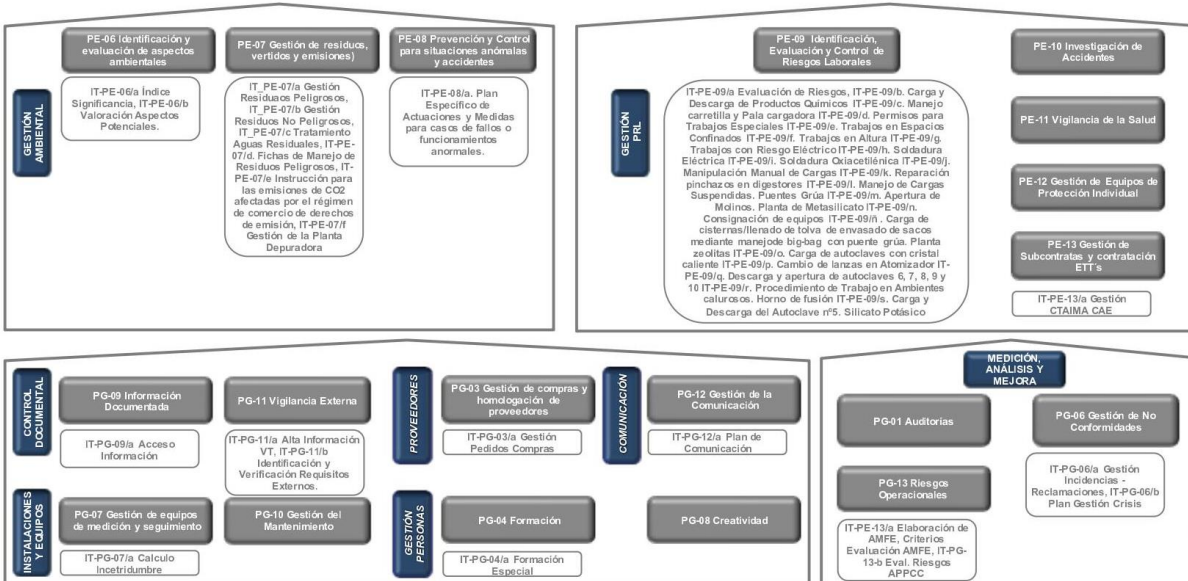 GESTIÓN
AMBIENTAL
PE-06 Identificación y
evaluación de aspectos
ambientales
IT-PE-06/a Índice
Significancia, IT-PE-06/b
Valoración Aspectos
Potenciales.
PE-07 Gestión de residuos,
vertidos y emisiones)
IT_PE-07/a Gestión
Residuaos Peligrosos,
IT_PE-07/b Gestión
Residuos No Peligrosos,
IT_PE-07/c Tratamiento
Aguas Residuales, IT-PE-
07/d. Fichas de Manejo de
Residuos Peligrosos, IT-
PE-07/e Instrucción para
las emisiones de CO2
afectadas por el régimen
de comercio de derechos
de emisión, IT-PE-07/f
Gestión de la Planta
Depuradora
PE-08 Prevención y Control
para situaciones anómalas
y accidentes
IT-PE-08/a. Plan
Específico de
Actuaciones y Medidas
para casos de fallos o
funcionamientos
anormales.
GESTIÓN
PRL
PE-09 Identificación,
Evaluación y Control de
Riesgos Laborales
IT-PE-09/a Evaluación de Riesgos, IT-PE-09/b. Carga y
Descarga de Productos Químicos IT-PE-09/c. Manejo
carretilla y Pala cargadora IT-PE-09/d. Permisos para
Trabajos Especiales IT-PE-09/e. Trabajos en Espacios
Confinados IT-PE-09/f. Trabajos en Altura IT-PE-09/g.
Trabajos con Riesgo Eléctrico IT-PE-09/h. Soldadura
Eléctrica IT-PE-09/i. Soldadura Oxiacetilénica IT-PE-09/j.
Manipulación Manual de Cargas IT-PE-09/k. Reparación
pinchazos en digestores IT-PE-09/l. Manejo de Cargas
Suspendidas. Puentes Grúa IT-PE-09/m. Apertura de
Molinos. Planta de Metasilicato IT-PE-09/n.
Consignación de equipos IT-PE-09/ñ . Carga de
cisternas/llenado de tolva de envasado de sacos
mediante manejode big-bag con puente grúa. Planta
zeolitas IT-PE-09/o. Carga de autoclaves con cristal
caliente IT-PE-09/p. Cambio de lanzas en Atomizador IT-
PE-09/q. Descarga y apertura de autoclaves 6, 7, 8, 9 y
10 IT-PE-09/r. Procedimiento de Trabajo en Ambientes
calurosos. Horno de fusión IT-PE-09/s. Carga y
Descarga del Autoclave nº5. Silicato Potásico
PE-10 Investigación de
Accidentes
PE-11 Vigilancia de la Salud
PE-12 Gestión de Equipos de
Protección Individual
PE-13 Gestión de
Subcontratas y contratación
ETT´s
IT-PE-13/a Gestión
CTAIMA CAE
CONTROL
DOCUMENTAL
PG-09 Información
Documentada
IT-PG-09/a Acceso
Información
PG-11 Vigilancia Externa
IT-PG-11/a Alta Información
VT, IT-PG-11/b
Identificación y
Verificación Requisitos
Externos.
PROVEEDORES
PG-03 Gestión de compras y
homologación de
proveedores
IT-PG-03/a Gestión
Pedidos Compras
COMUNICACIÓN
PG-12 Gestión de la
Comunicación
IT-PG-12/a Plan de
Comunicación
INSTALACIONES
Y EQUIPOS
PG-07 Gestión de equipos
de medición y seguimiento
IT-PG-07/a Calculo
Incetridumbre
PG-10 Gestión del
Mantenimiento
GESTIÓN
PERSONAS
PG-04 Formación
IT-PG-04/a Formación
Especial
PG-08 Creatividad
MEDICIÓN,
ANÁLISIS Y
MEJORA
PG-01 Auditorías
PG-13 Riesgos
Operacionales
IT-PE-13/a Elaboración de
AMFE, Criterios
Evaluación AMFE, IT-PG-
13-b Eval. Riesgos
APPCC
PG-06 Gestión de No
Conformidades
IT-PG-06/a Gestión
Incidencias -
Reclamaciones, IT-PG-06/b
Plan Gestión Crisis